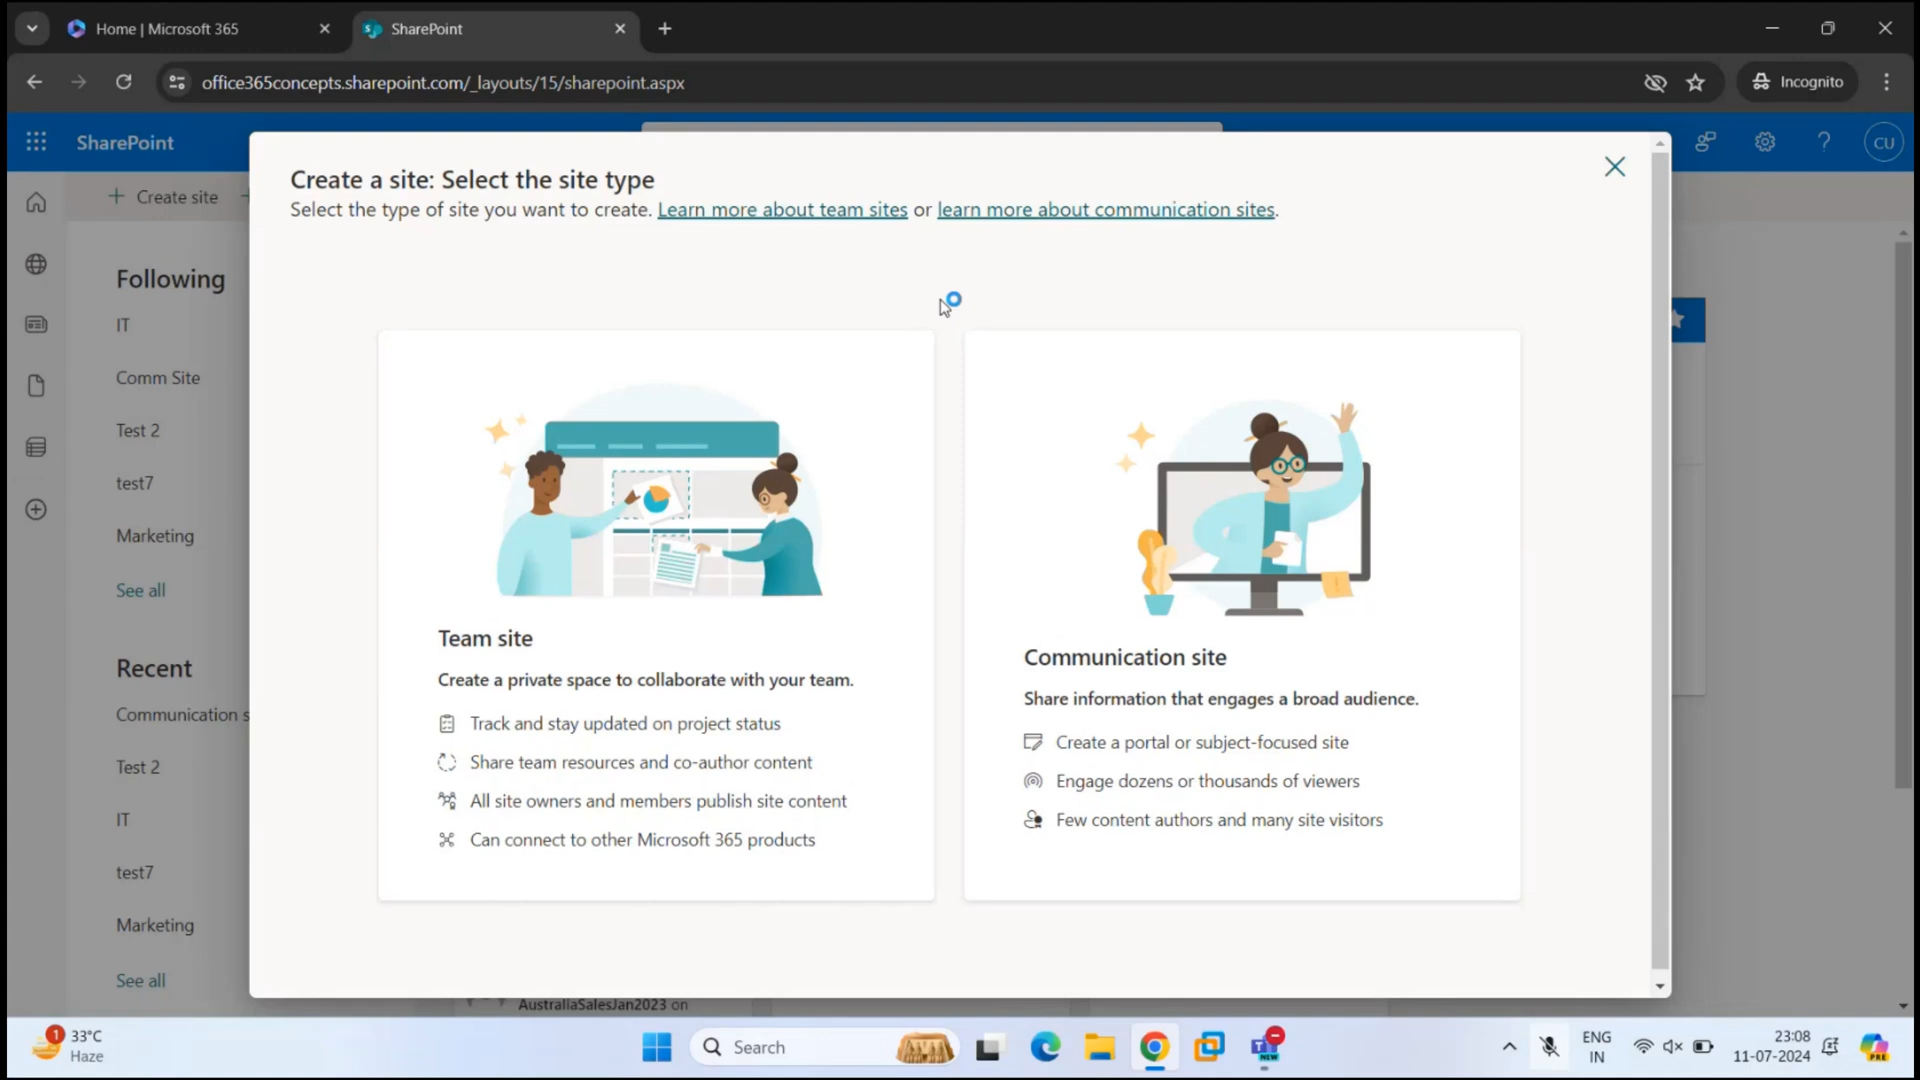 Home | Microsoft 365
SharePoint
office365concepts.sharepoint.com/_layouts/15/sharepoint.aspx
Incognito
SharePoint
CU
Create site
Create a site: Select the site type
Select the type of site you want to create. Learn more about team sites or learn more about communication sites.
Following
IT
Comm Site
Test 2
test7
Marketing
See all
Recent
Communication s
Test 2
IT
test7
Marketing
See all
Team site
Create a private space to collaborate with your team.
Track and stay updated on project status
Share team resources and co-author content
All site owners and members publish site content
Can connect to other Microsoft 365 products
Communication site
Share information that engages a broad audience.
Create a portal or subject-focused site
Engage dozens or thousands of viewers
Few content authors and many site visitors
AustraliaSalesJan2023 on
1
33°C
Haze
Search
NEW
ENG
IN
23:08
11-07-2024
PRE